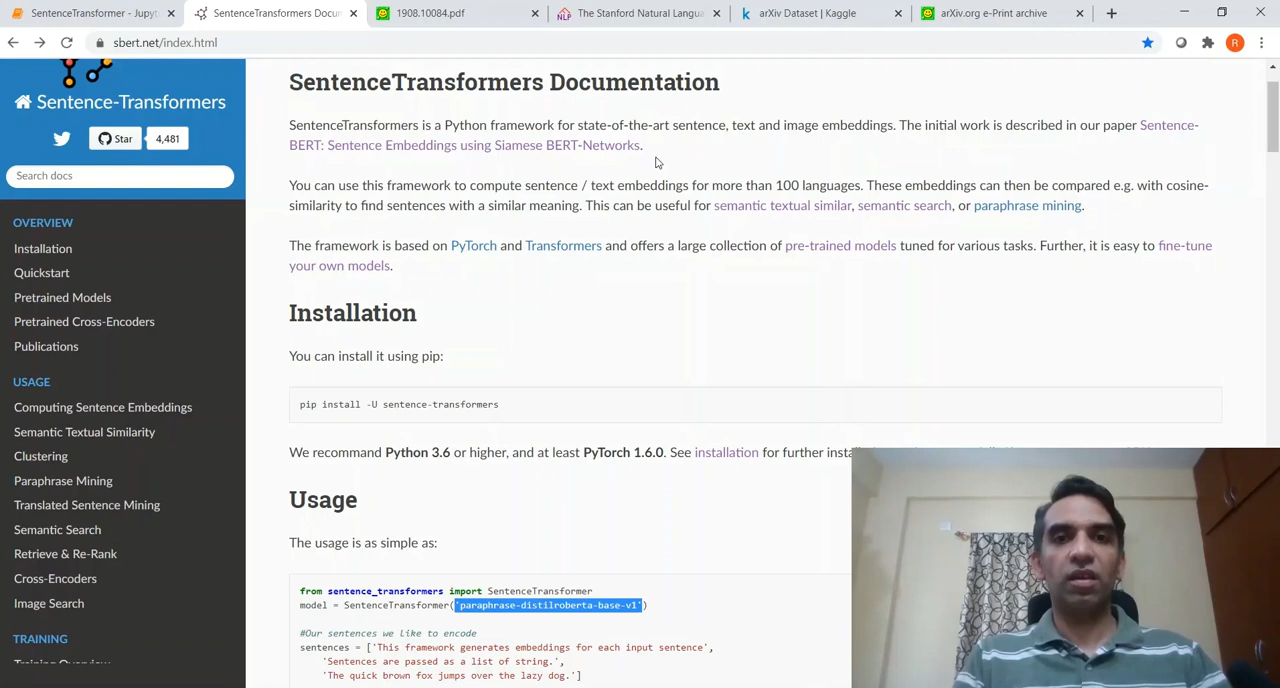 SentenceTransformer - Jupyt
SentenceTransformers Docun
1908.10084.pdf
The Stanford Natural Langua
arXiv Dataset | Kaggle
arXiv.org e-Print archive
sbert.net/index.html
R
Sentence-Transformers
Star
4,481
Search docs
OVERVIEW
Installation
Quickstart
Pretrained Models
Pretrained Cross-Encoders
Publications
USAGE
Computing Sentence Embeddings
Semantic Textual Similarity
Clustering
Paraphrase Mining
Translated Sentence Mining
Semantic Search
Retrieve & Re-Rank
Cross-Encoders
Image Search
TRAINING
SentenceTransformers Documentation
SentenceTransformers is a Python framework for state-of-the-art sentence, text and image embeddings. The initial work is described in our paper Sentence-
BERT: Sentence Embeddings using Siamese BERT-Networks.
You can use this framework to compute sentence / text embeddings for more than 100 languages. These embeddings can then be compared e.g. with cosine-
similarity to find sentences with a similar meaning. This can be useful for semantic textual similar, semantic search, or paraphrase mining.
The framework is based on PyTorch and Transformers and offers a large collection of pre-trained models tuned for various tasks. Further, it is easy to fine-tune
your own models.
Installation
You can install it using pip:
pip install -U sentence-transformers
We recommand Python 3.6 or higher, and at least PyTorch 1.6.0. See installation for further insta
Usage
The usage is as simple as:
from sentence_transformers import SentenceTransformer
model = SentenceTransformer('paraphrase-distilroberta-base-v1')
#Our sentences we like to encode
sentences = ['This framework generates embeddings for each input sentence',
'Sentences are passed as a list of string.',
'The quick brown fox jumps over the lazy dog.']